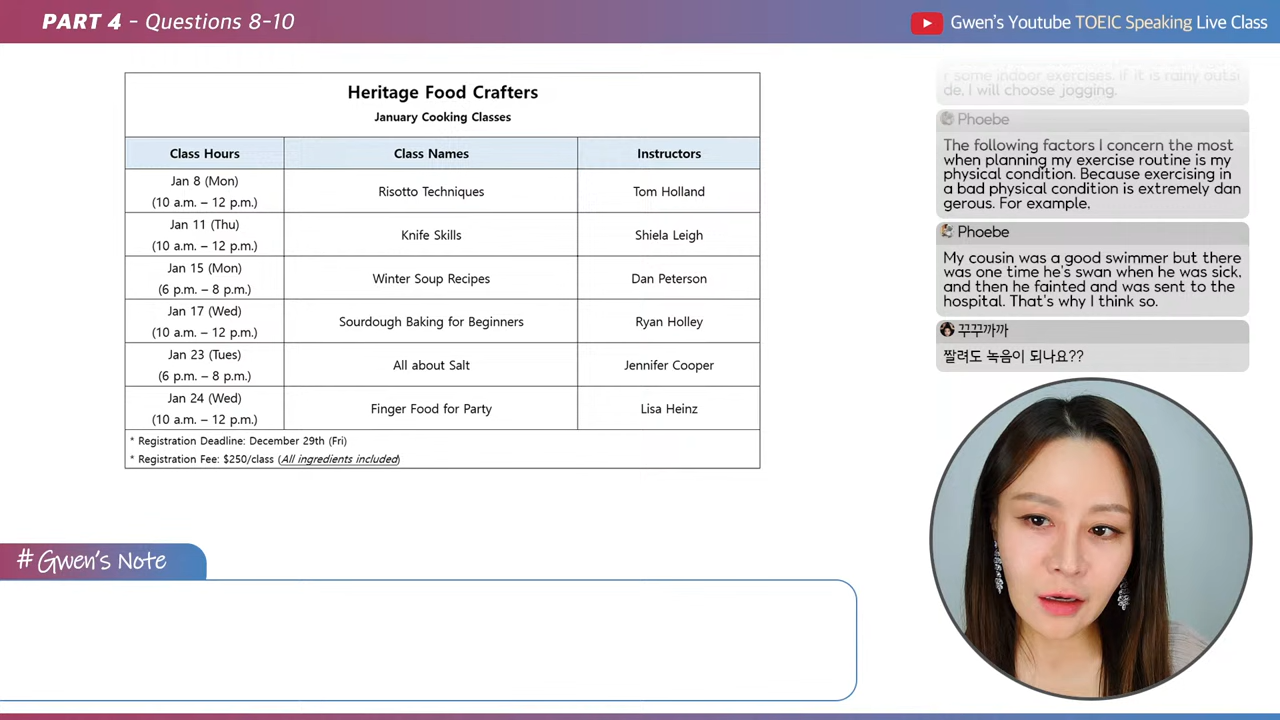 PART 4 - Questions 8-10
Gwen's Youtube TOEIC Speaking Live Class
Heritage Food Crafters
January Cooking Classes
Class Hours Class Names Instructors
Jan 8 (Mon)
(10 a.m. – 12 p.m.) Risotto Techniques Tom Holland
Jan 11 (Thu)
(10 a.m. – 12 p.m.) Knife Skills Shiela Leigh
Jan 15 (Mon)
(6 p.m. – 8 p.m.) Winter Soup Recipes Dan Peterson
Jan 17 (Wed)
(10 a.m. – 12 p.m.) Sourdough Baking for Beginners Ryan Holley
Jan 23 (Tues)
(6 p.m. – 8 p.m.) All about Salt Jennifer Cooper
Jan 24 (Wed)
(10 a.m. – 12 p.m.) Finger Food for Party Lisa Heinz
* Registration Deadline: December 29th (Fri)
* Registration Fee: $250/class (All ingredients included)
r some indoor exercises. If it is rainy outsi
de, I will choose jogging.
Phoebe
The following factors I concern the most
when planning my exercise routine is my
physical condition. Because exercising in
a bad physical condition is extremely dan
gerous. For example,
Phoebe
My cousin was a good swimmer but there
was one time he's swan when he was sick,
and then he fainted and was sent to the
hospital. That's why I think so.
꾸꾸까까
짤려도 녹음이 되나요??
# Gwen's Note